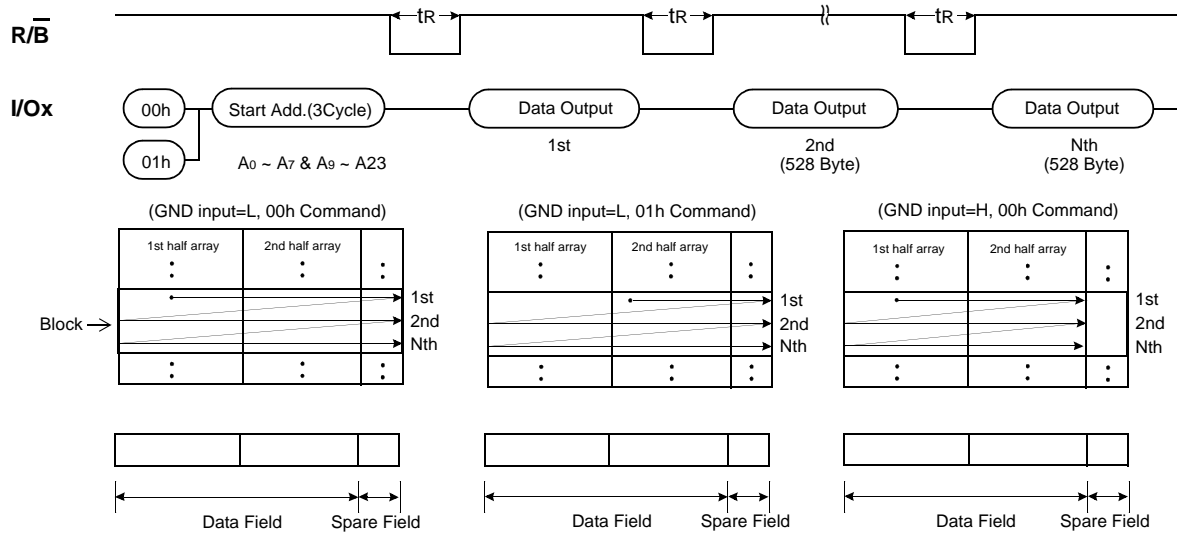 R/B tR tR tR
I/Ox 00h Start Add.(3Cycle) Data Output Data Output Data Output
01h A0 ~ A7 & A9 ~ A23 1st 2nd Nth
(528 Byte) (528 Byte)
(GND input=L, 00h Command) (GND input=L, 01h Command) (GND input=H, 00h Command)
1st half array 2nd half array 1st half array 2nd half array 1st half array 2nd half array
1st 1st 1st
Block 2nd 2nd 2nd
Nth Nth Nth
Data Field Spare Field Data Field Spare Field Data Field Spare Field